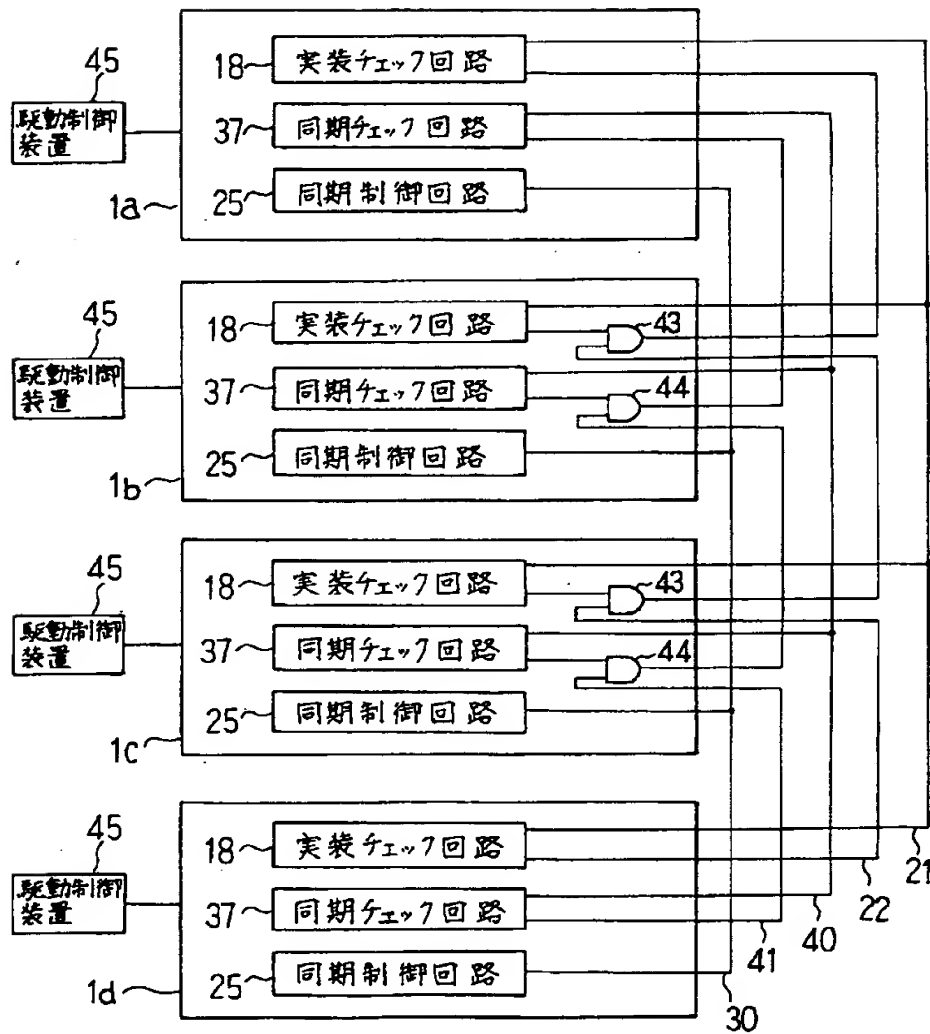 45
駆動制御
装置
18 実装チェック回路
37 同期チェック回路
25 同期制御回路
1a
45
駆動制御
装置
18 実装チェック回路
43
37 同期チェック回路
44
25 同期制御回路
1b
45
駆動制御
装置
18 実装チェック回路
43
37 同期チェック回路
44
25 同期制御回路
1c
45
駆動制御
装置
18 実装チェック回路
37 同期チェック回路
25 同期制御回路
1d
21
22
40
41
30